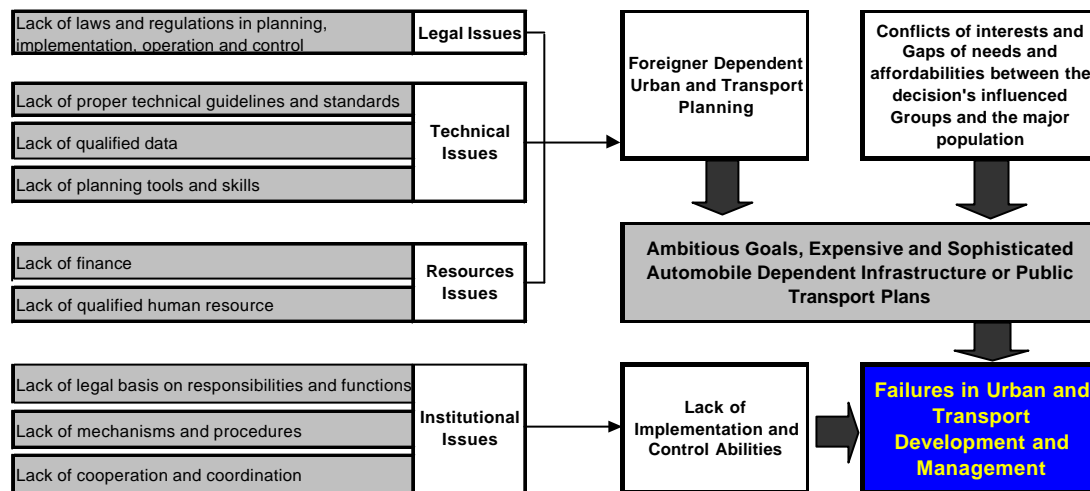 Lack of laws and regulations in planning,
implementation, operation and control
Legal Issues
Lack of proper technical guidelines and standards
Lack of qualified data
Lack of planning tools and skills
Technical
Issues
Lack of finance
Lack of qualified human resource
Resources
Issues
Lack of legal basis on responsibilities and functions
Lack of mechanisms and procedures
Lack of cooperation and coordination
Institutional
Issues
Foreigner Dependent
Urban and Transport
Planning
Conflicts of interests and
Gaps of needs and
affordabilities between the
decision's influenced
Groups and the major
population
Ambitious Goals, Expensive and Sophisticated
Automobile Dependent Infrastructure or Public
Transport Plans
Lack of
Implementation and
Control Abilities
Failures in Urban and
Transport
Development and
Management